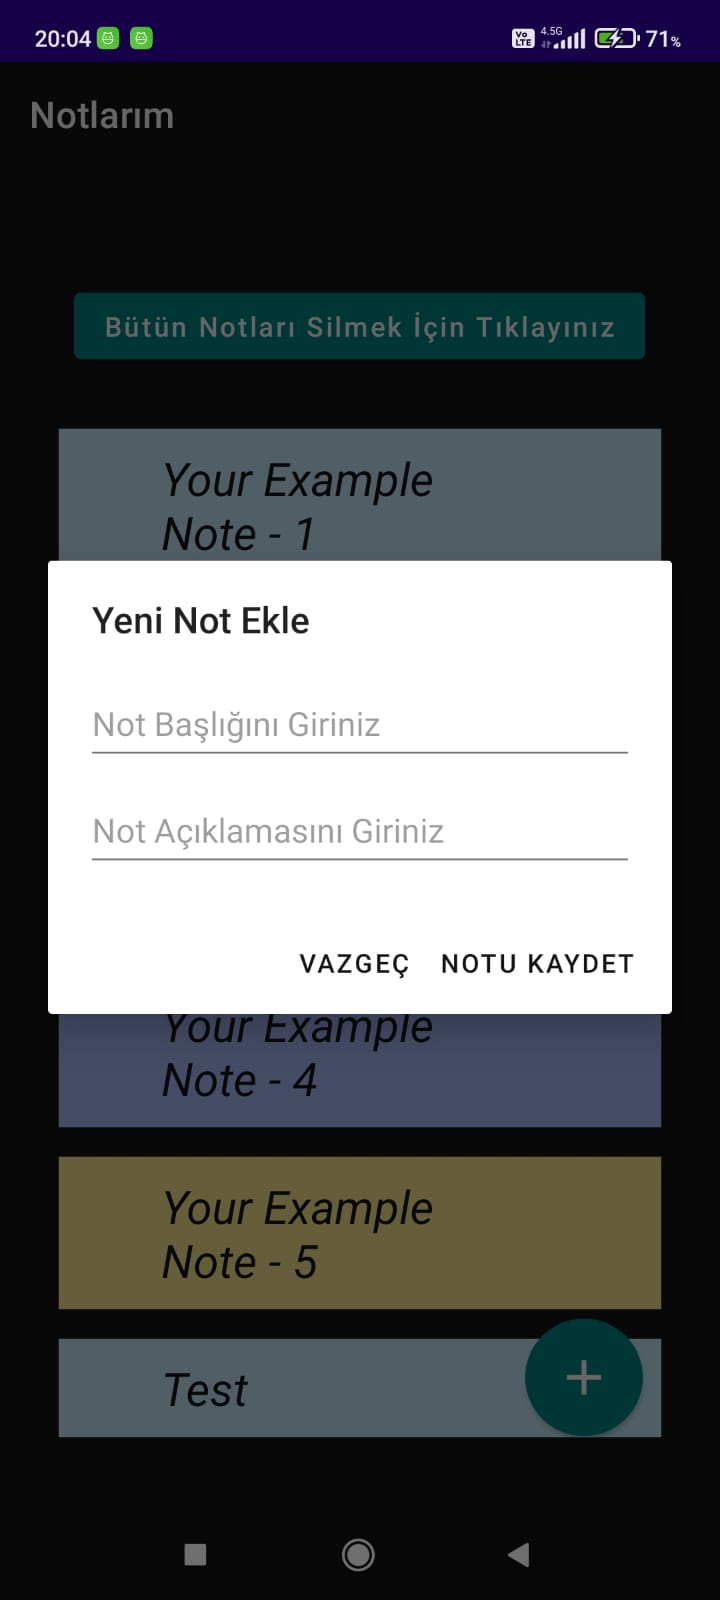 20:04 Vo LTE 4.5G 71%
Notlarım
Bütün Notları Silmek İçin Tıklayınız
Your Example
Note - 1
Yeni Not Ekle
Not Başlığını Giriniz
Not Açıklamasını Giriniz
VAZGEÇ NOTU KAYDET
Your Example
Note - 4
Your Example
Note - 5
Test